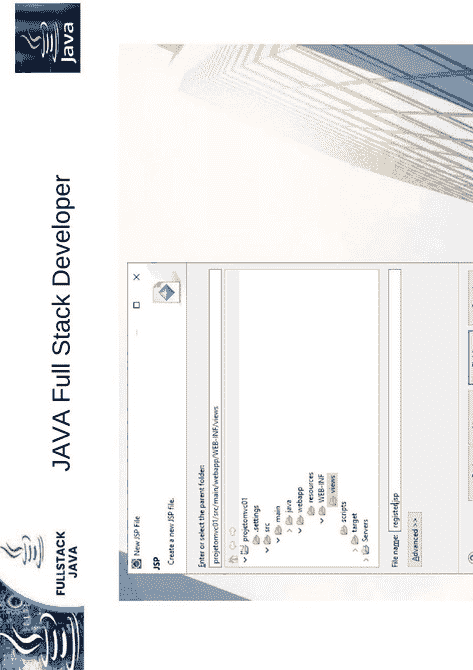 FULLSTACK
JAVA
JAVA Full Stack Developer
Java
New JSP File
JSP
Create a new JSP file.
Enter or select the parent folder:
projetomvc01/src/main/webapp/WEB-INF/views
projetomvc01
.settings
src
main
java
webapp
resources
WEB-INF
views
scripts
target
Servers
File name:
Advanced >>